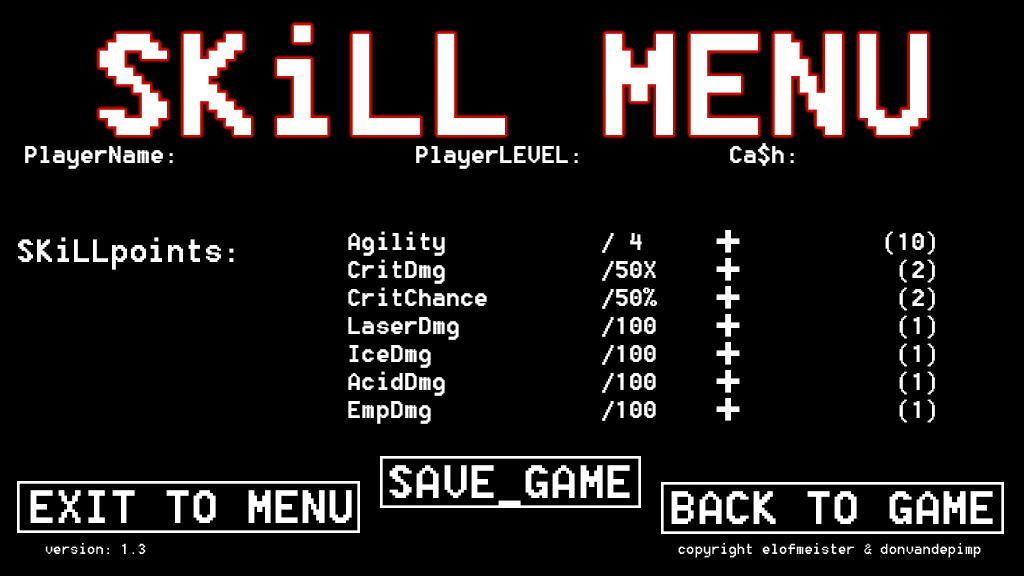 SKiLL MENU
PlayerName: PlayerLEVEL: Ca$h:
SKiLLpoints:
Agility / 4 + (10)
CritDmg /50X + (2)
CritChance /50% + (2)
LaserDmg /100 + (1)
IceDmg /100 + (1)
AcidDmg /100 + (1)
EmpDmg /100 + (1)
SAVE_GAME
EXIT TO MENU BACK TO GAME
version: 1.3 copyright elofmeister & donvandepimp